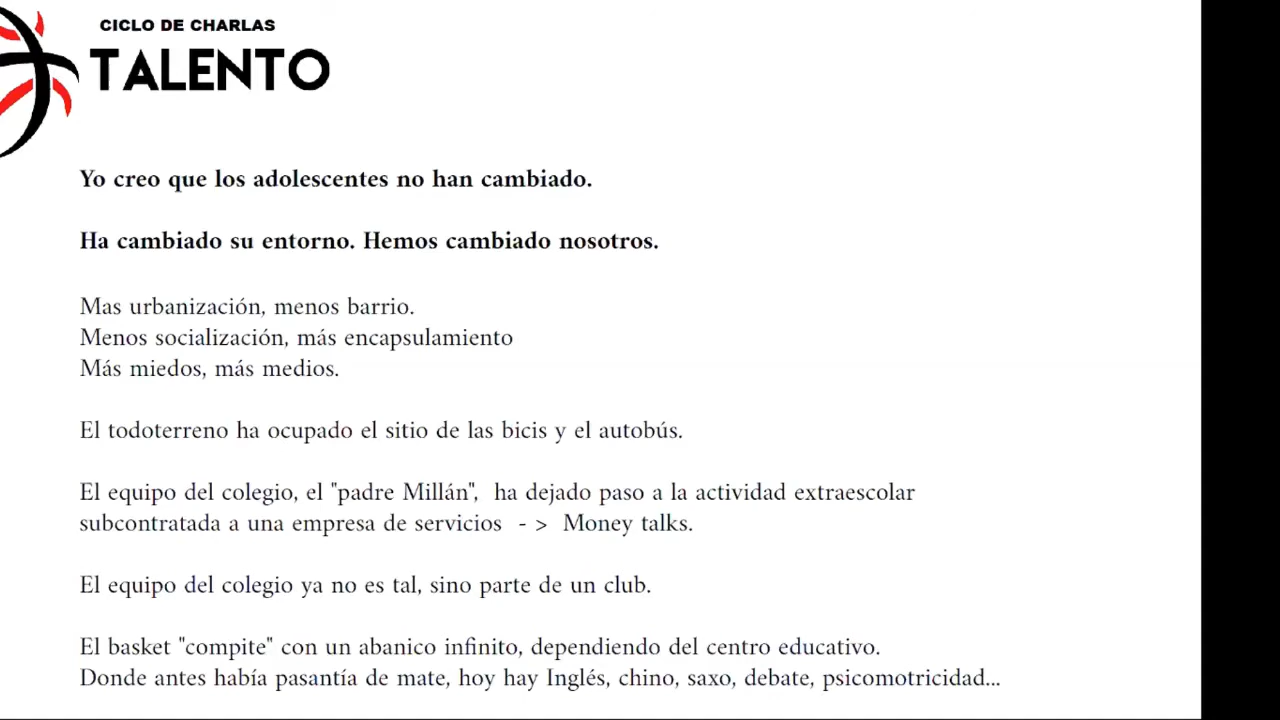 CICLO DE CHARLAS
TALENTO
Yo creo que los adolescentes no han cambiado.
Ha cambiado su entorno. Hemos cambiado nosotros.
Mas urbanización, menos barrio.
Menos socialización, más encapsulamiento
Más miedos, más medios.
El todoterreno ha ocupado el sitio de las bicis y el autobús.
El equipo del colegio, el "padre Millán",  ha dejado paso a la actividad extraescolar
subcontratada a una empresa de servicios  - >  Money talks.
El equipo del colegio ya no es tal, sino parte de un club.
El basket "compite" con un abanico infinito, dependiendo del centro educativo.
Donde antes había pasantía de mate, hoy hay Inglés, chino, saxo, debate, psicomotricidad...